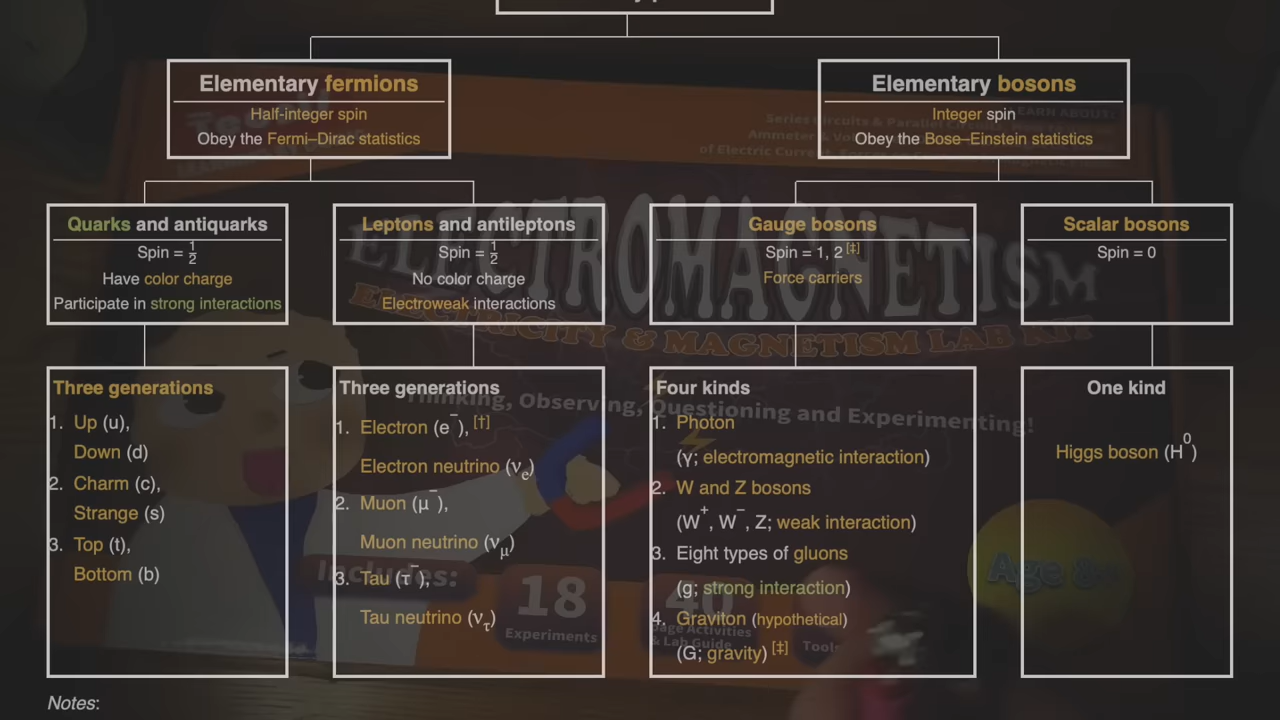 Elementary fermions
Half-integer spin
Obey the Fermi–Dirac statistics
Elementary bosons
Integer spin
Obey the Bose–Einstein statistics
Quarks and antiquarks
Spin = 1/2
Have color charge
Participate in strong interactions
Leptons and antileptons
Spin = 1/2
No color charge
Electroweak interactions
Gauge bosons
Spin = 1, 2 [‡]
Force carriers
Scalar bosons
Spin = 0
Three generations
1. Up (u),
Down (d)
2. Charm (c),
Strange (s)
3. Top (t),
Bottom (b)
Three generations
1. Electron (e⁻), [†]
Electron neutrino (νe)
2. Muon (μ⁻),
Muon neutrino (νμ)
3. Tau (τ⁻),
Tau neutrino (ντ)
Four kinds
1. Photon
(γ; electromagnetic interaction)
2. W and Z bosons
(W⁺, W⁻, Z; weak interaction)
3. Eight types of gluons
(g; strong interaction)
4. Graviton (hypothetical)
(G; gravity) [‡]
One kind
Higgs boson (H⁰)
Notes:
ELECTROMAGNETISM
ELECTRICITY & MAGNETISM LAB KIT
Thinking, Observing, Questioning and Experimenting!
Includes:
18
Experiments
40
& Lab Guide
Tools
Age